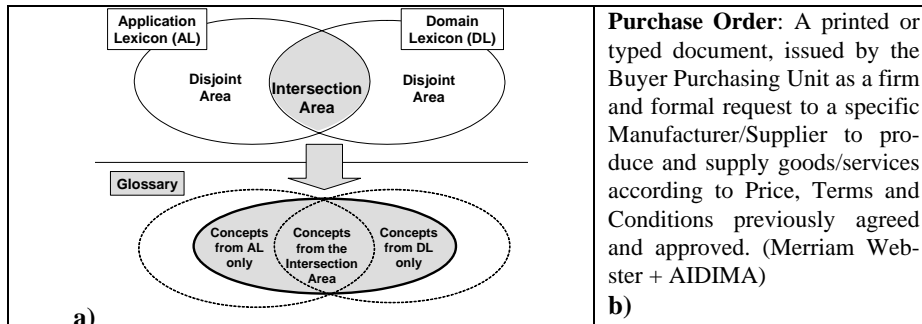 Application
Lexicon (AL)
Domain
Lexicon (DL)
Disjoint
Area
Intersection
Area
Disjoint
Area
Glossary
Concepts
from AL
only
Concepts
from the
Intersection
Area
Concepts
from DL
only
a)
Purchase Order: A printed or
typed document, issued by the
Buyer Purchasing Unit as a firm
and formal request to a specific
Manufacturer/Supplier to pro-
duce and supply goods/services
according to Price, Terms and
Conditions previously agreed
and approved. (Merriam Web-
ster + AIDIMA)
b)